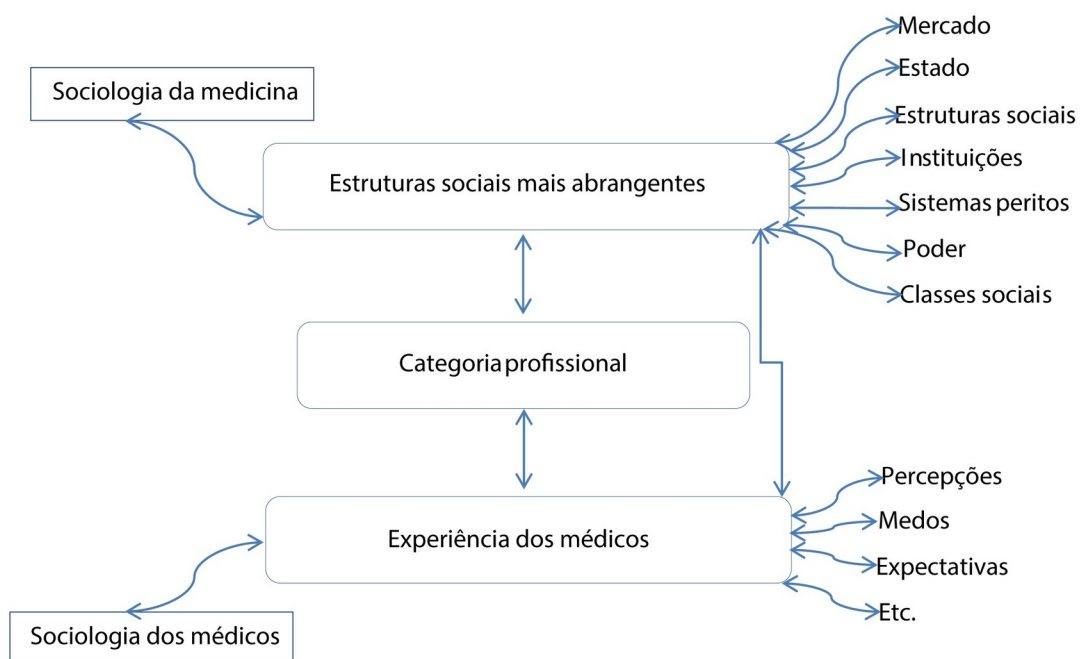 Sociologia da medicina
Estruturas sociais mais abrangentes
Mercado
Estado
Estruturas sociais
Instituições
Sistemas peritos
Poder
Classes sociais
Categoria profissional
Experiência dos médicos
Percepções
Medos
Expectativas
Etc.
Sociologia dos médicos